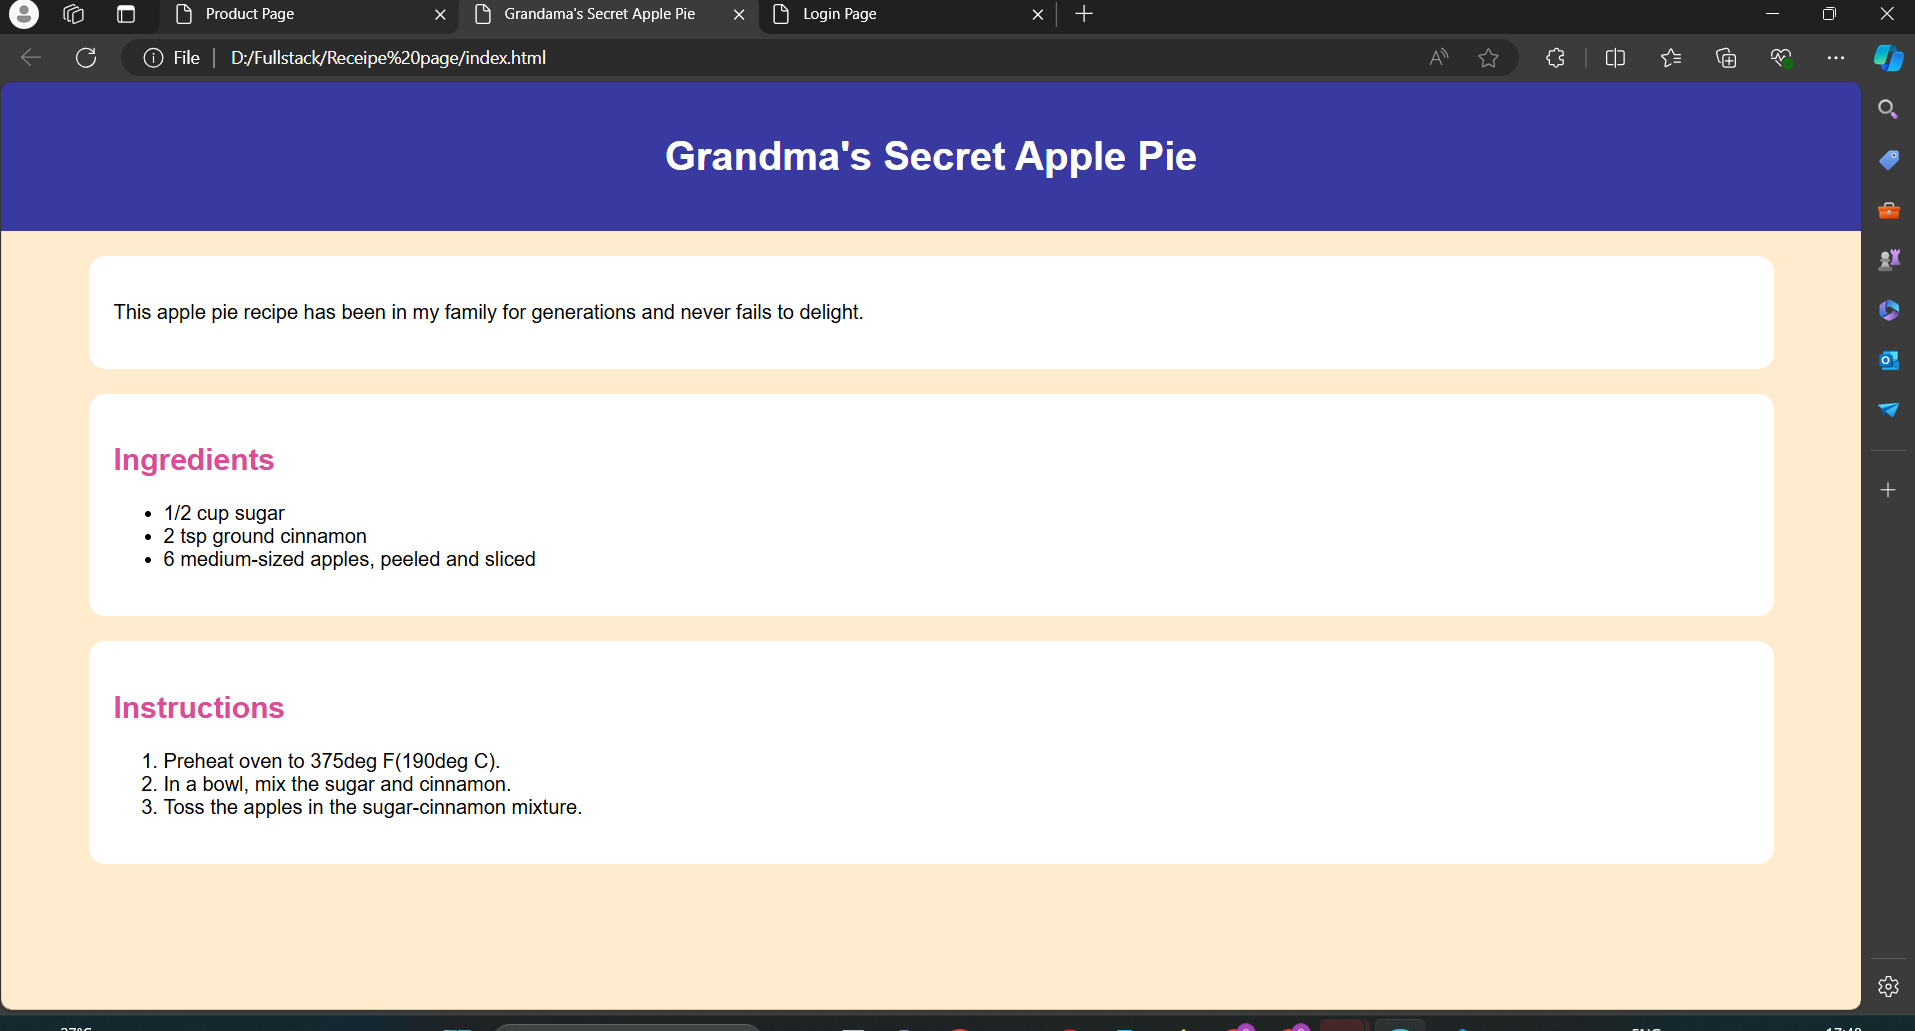 Product Page
Grandama's Secret Apple Pie
Login Page
File
D:/Fullstack/Receipe%20page/index.html
Grandma's Secret Apple Pie
This apple pie recipe has been in my family for generations and never fails to delight.
Ingredients
• 1/2 cup sugar
• 2 tsp ground cinnamon
• 6 medium-sized apples, peeled and sliced
Instructions
1. Preheat oven to 375deg F(190deg C).
2. In a bowl, mix the sugar and cinnamon.
3. Toss the apples in the sugar-cinnamon mixture.